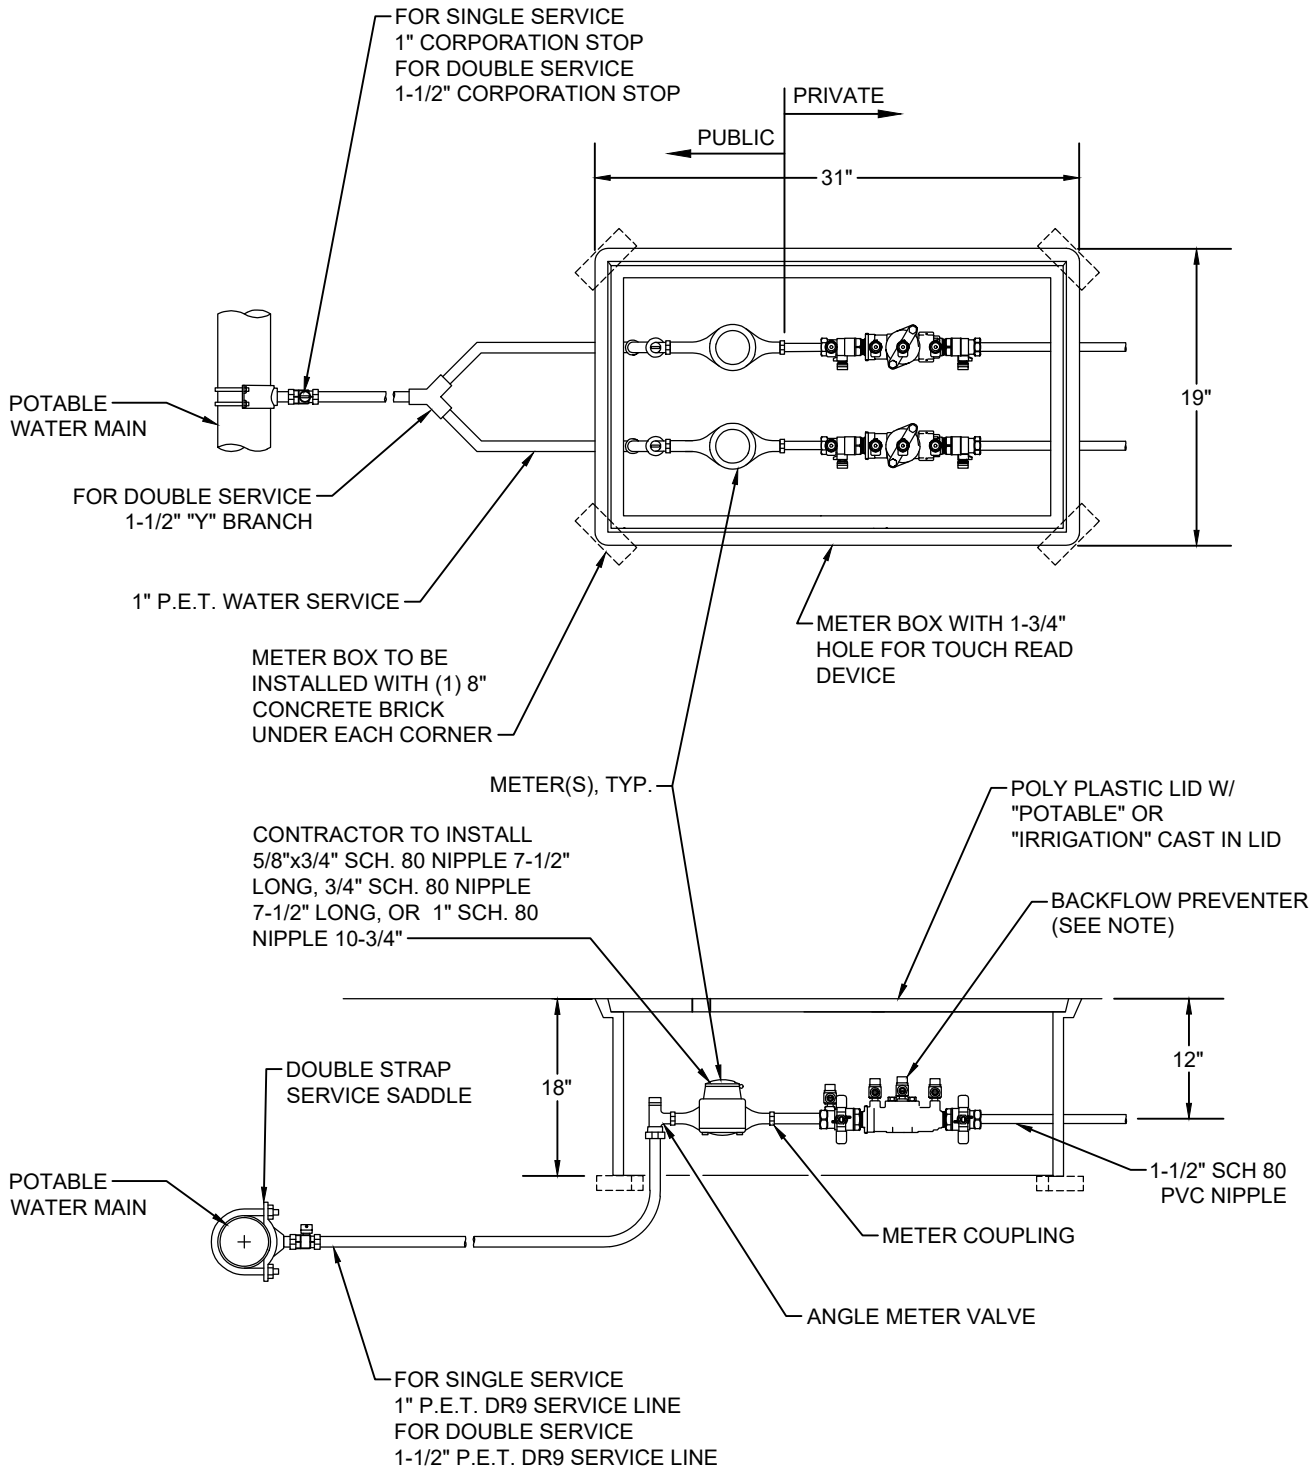 FOR SINGLE SERVICE
1" CORPORATION STOP
FOR DOUBLE SERVICE
1-1/2" CORPORATION STOP
PRIVATE
PUBLIC
31"
19"
POTABLE
WATER MAIN
FOR DOUBLE SERVICE
1-1/2" "Y" BRANCH
1" P.E.T. WATER SERVICE
METER BOX WITH 1-3/4"
HOLE FOR TOUCH READ
DEVICE
METER BOX TO BE
INSTALLED WITH (1) 8"
CONCRETE BRICK
UNDER EACH CORNER
METER(S), TYP.
POLY PLASTIC LID W/
"POTABLE" OR
"IRRIGATION" CAST IN LID
CONTRACTOR TO INSTALL
5/8"x3/4" SCH. 80 NIPPLE 7-1/2"
LONG, 3/4" SCH. 80 NIPPLE
7-1/2" LONG, OR 1" SCH. 80
NIPPLE 10-3/4"
BACKFLOW PREVENTER
(SEE NOTE)
18"
12"
DOUBLE STRAP
SERVICE SADDLE
POTABLE
WATER MAIN
1-1/2" SCH 80
PVC NIPPLE
METER COUPLING
ANGLE METER VALVE
FOR SINGLE SERVICE
1" P.E.T. DR9 SERVICE LINE
FOR DOUBLE SERVICE
1-1/2" P.E.T. DR9 SERVICE LINE